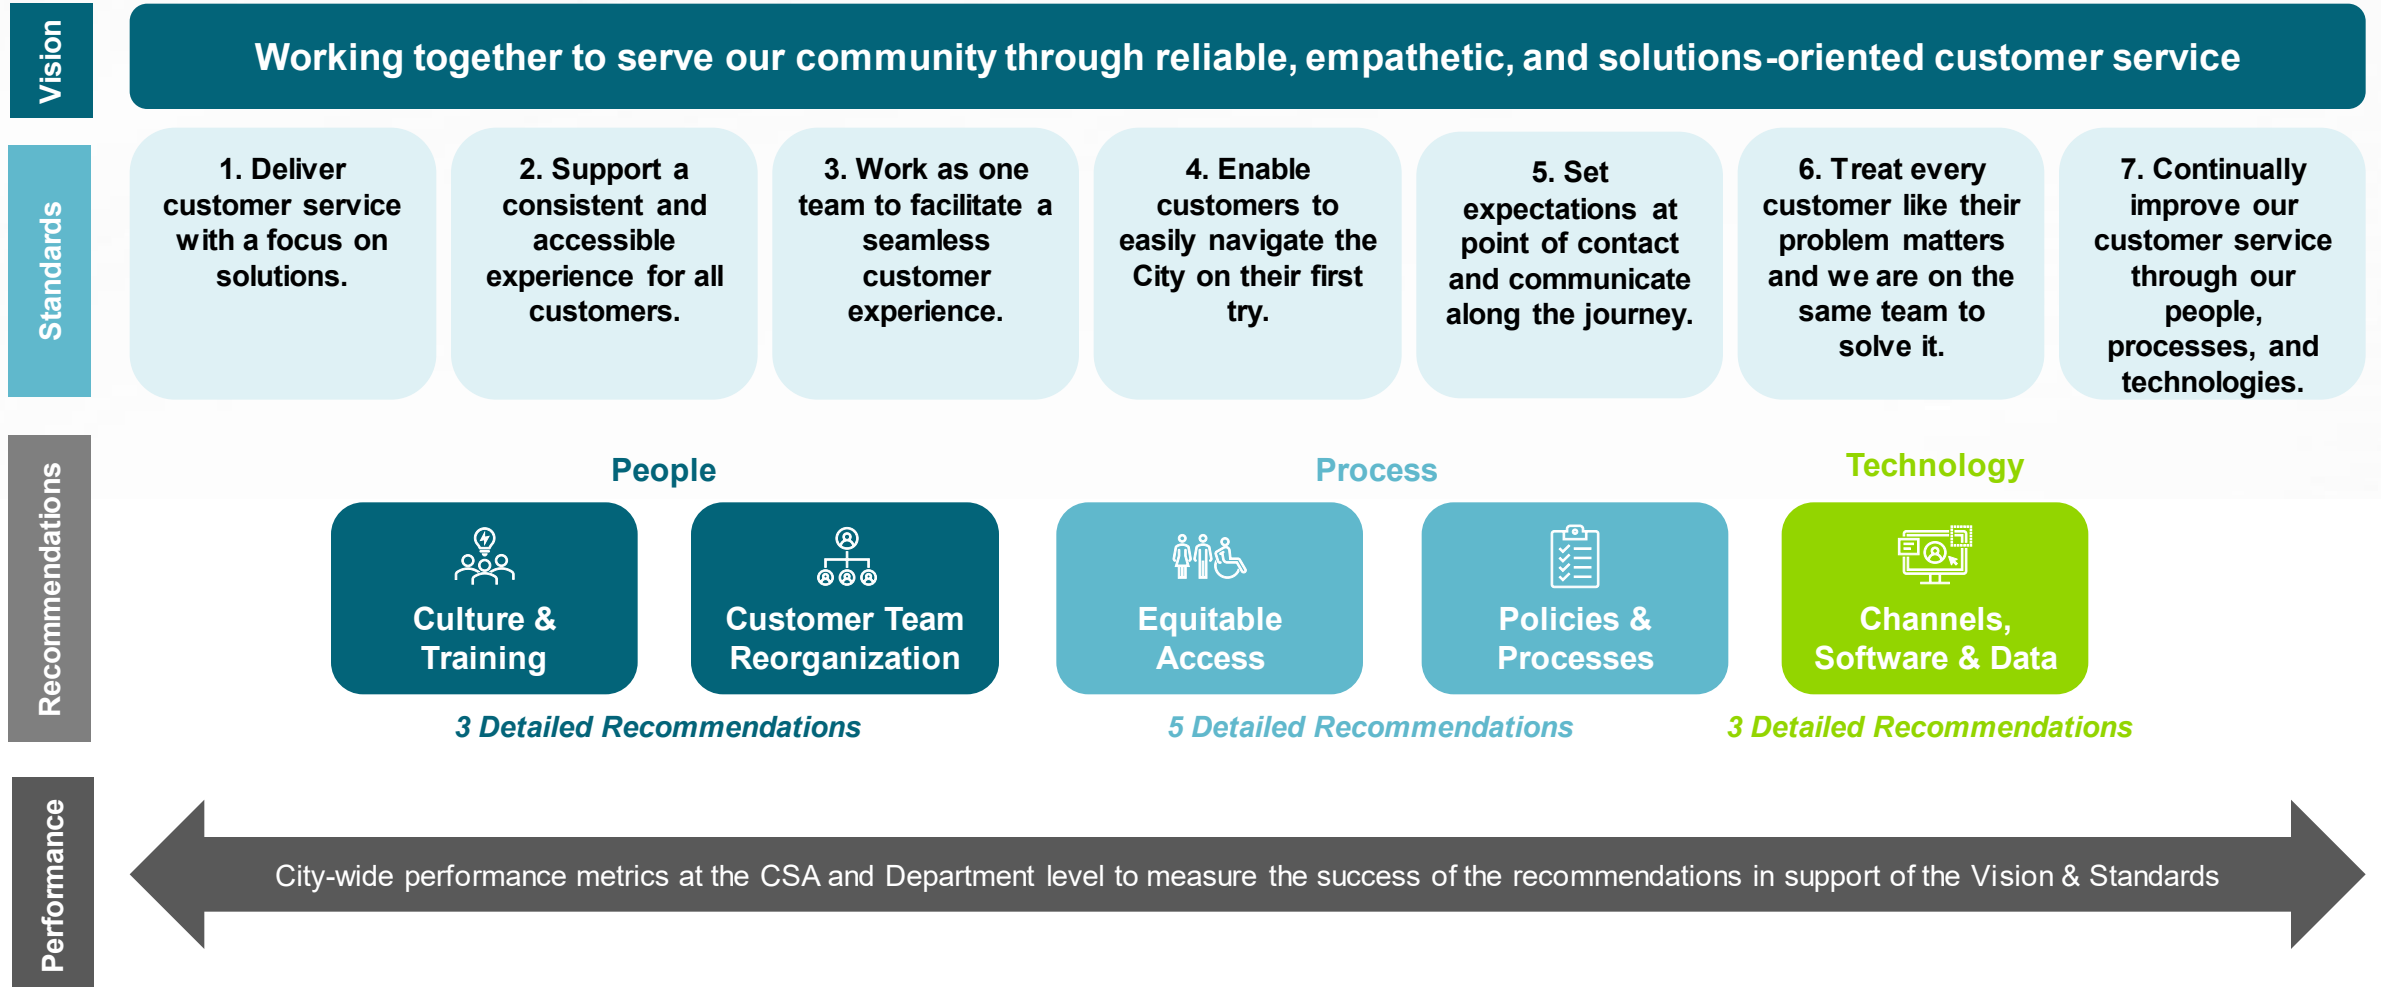 Vision
Working together to serve our community through reliable, empathetic, and solutions-oriented customer service
Standards
1. Deliver
customer service
with a focus on
solutions.
2. Support a
consistent and
accessible
experience for all
customers.
3. Work as one
team to facilitate a
seamless
customer
experience.
4. Enable
customers to
easily navigate the
City on their first
try.
5. Set
expectations at
point of contact
and communicate
along the journey.
6. Treat every
customer like their
problem matters
and we are on the
same team to
solve it.
7. Continually
improve our
customer service
through our
people,
processes, and
technologies.
Recommendations
People
Culture &
Training
Customer Team
Reorganization
3 Detailed Recommendations
Process
Equitable
Access
Policies &
Processes
5 Detailed Recommendations
Technology
Channels,
Software & Data
3 Detailed Recommendations
Performance
City-wide performance metrics at the CSA and Department level to measure the success of the recommendations in support of the Vision & Standards